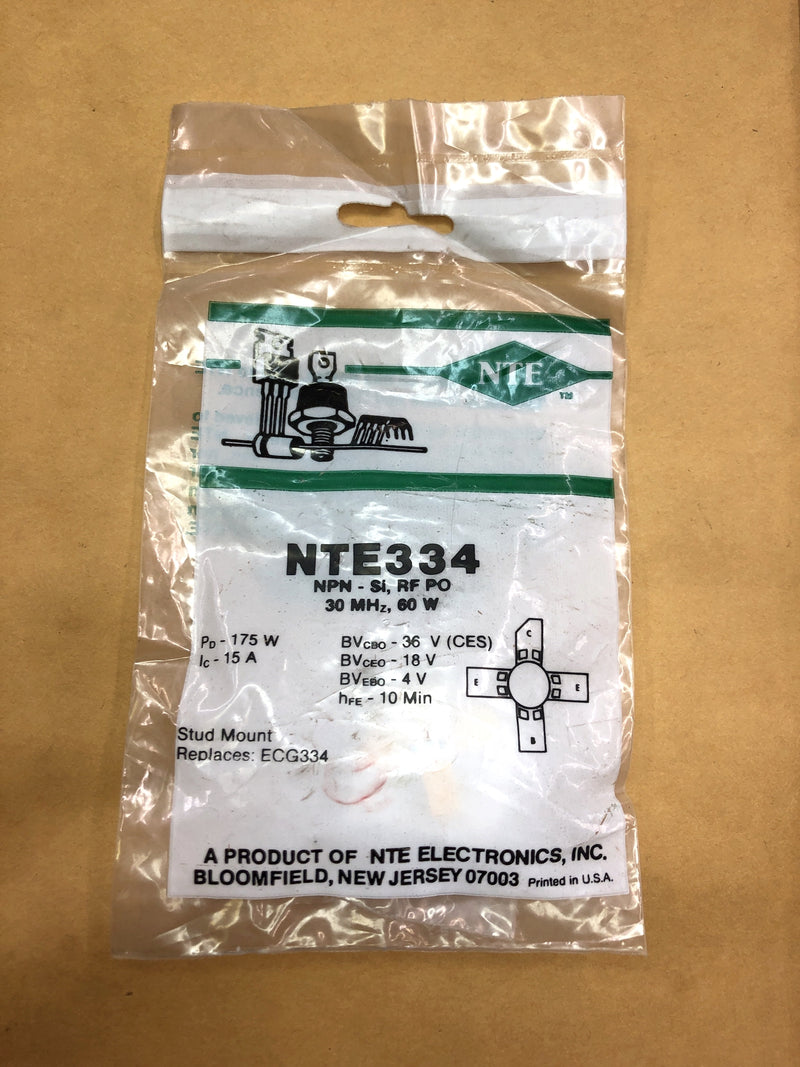 NTE
TM
NTE334
NPN - Si, RF PO
30 MHz, 60 W
PD - 175 W
IC - 15 A
BVCBO - 36 V (CES)
BVCEO - 18 V
BVEBO - 4 V
hFE - 10 Min
C
E
E
B
Stud Mount
Replaces: ECG334
A PRODUCT OF NTE ELECTRONICS, INC.
BLOOMFIELD, NEW JERSEY 07003 Printed in U.S.A.